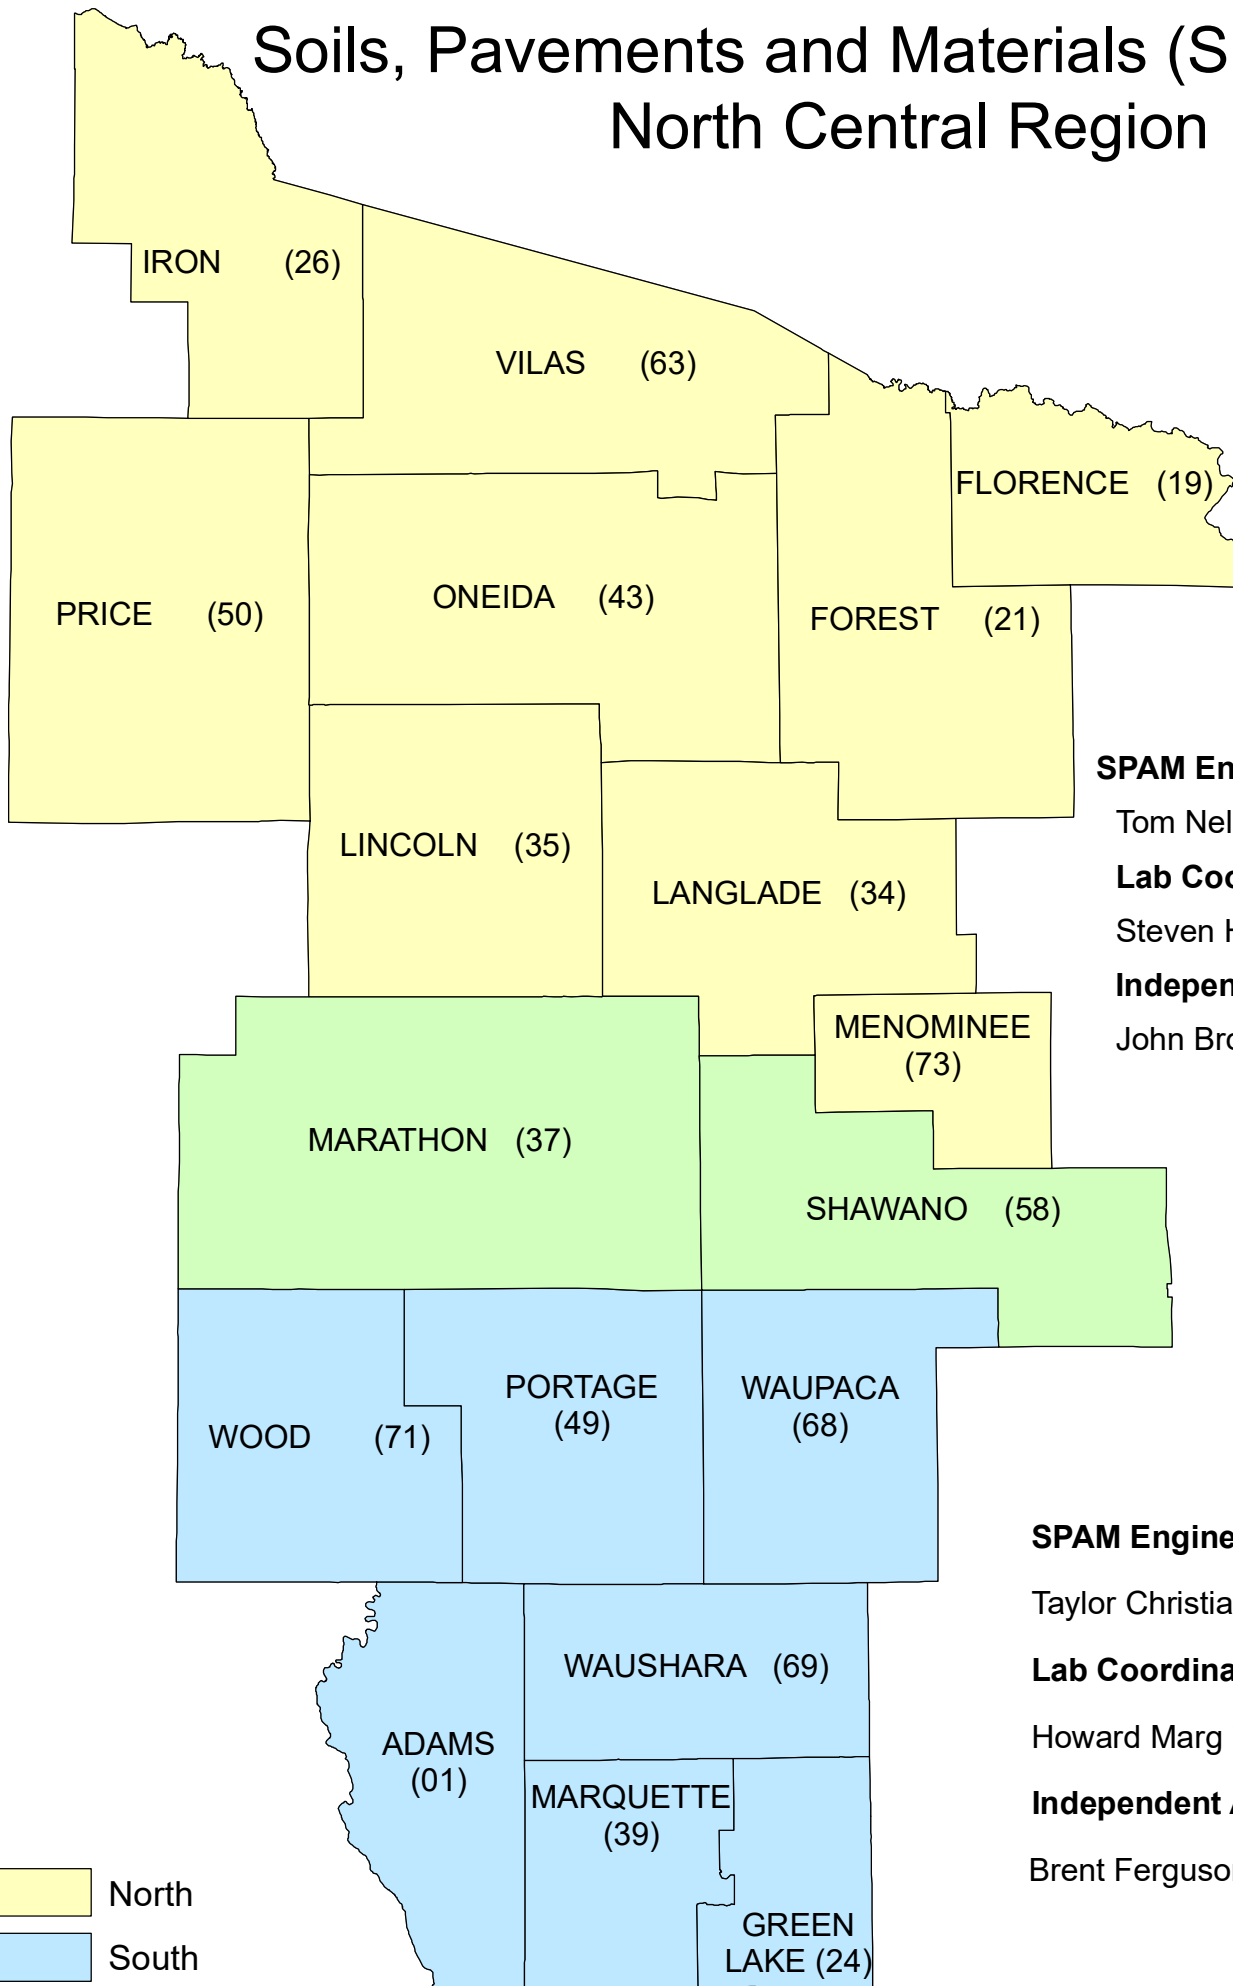 Soils, Pavements and Materials (S
North Central Region
IRON (26)
VILAS (63)
FLORENCE (19)
PRICE (50)
ONEIDA (43)
FOREST (21)
SPAM En
Tom Nel
LINCOLN (35)
Lab Coo
LANGLADE (34)
Steven H
Indepen
MENOMINEE
(73)
John Bro
MARATHON (37)
SHAWANO (58)
PORTAGE
(49)
WAUPACA
(68)
WOOD (71)
SPAM Engine
Taylor Christia
WAUSHARA (69)
Lab Coordina
ADAMS
(01)
Howard Marg
MARQUETTE
(39)
Independent A
Brent Ferguson
North
GREEN
LAKE (24)
South